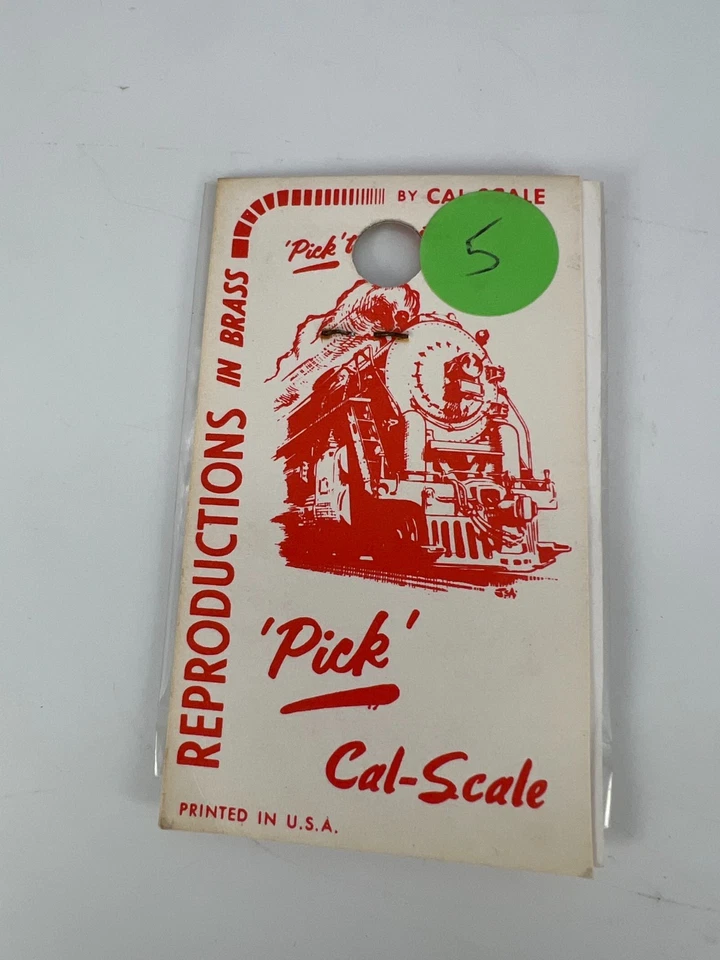 BY CAL-SCALE
'Pick'
5
REPRODUCTIONS IN BRASS
'Pick'
Cal-Scale
PRINTED IN U.S.A.